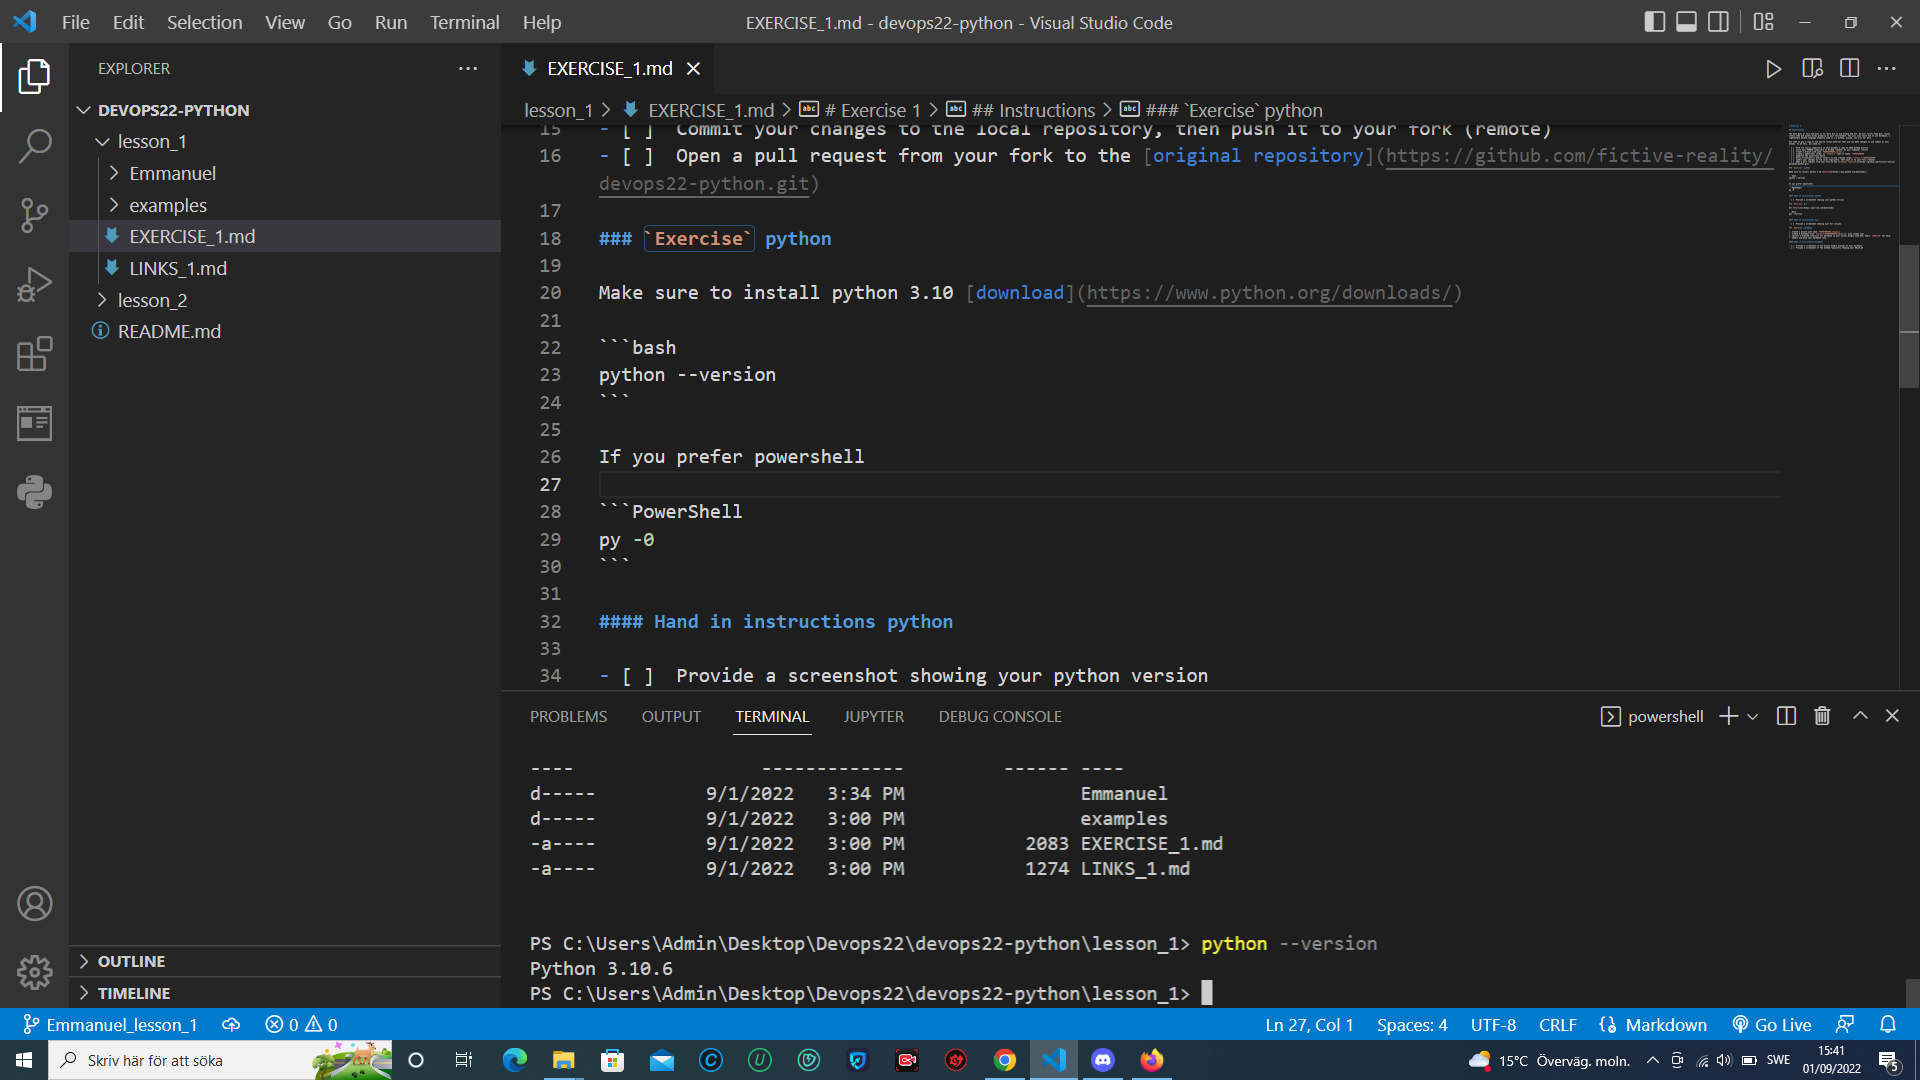 File Edit Selection View Go Run Terminal Help
EXERCISE_1.md - devops22-python - Visual Studio Code
EXPLORER
DEVOPS22-PYTHON
lesson_1
Emmanuel
examples
EXERCISE_1.md
LINKS_1.md
lesson_2
README.md
OUTLINE
TIMELINE
EXERCISE_1.md
lesson_1 > EXERCISE_1.md > # Exercise 1 > ## Instructions > ### `Exercise` python
15 - [ ] Commit your changes to the local repository, then push it to your fork (remote)
16 - [ ] Open a pull request from your fork to the [original repository](https://github.com/fictive-reality/
devops22-python.git)
17
18 ### `Exercise` python
19
20 Make sure to install python 3.10 [download](https://www.python.org/downloads/)
21
22 ```bash
23 python --version
24 ```
25
26 If you prefer powershell
27
28 ```PowerShell
29 py -0
30 ```
31
32 #### Hand in instructions python
33
34 - [ ] Provide a screenshot showing your python version
PROBLEMS OUTPUT TERMINAL JUPYTER DEBUG CONSOLE
powershell
---- ------------- ------ ----
d----- 9/1/2022 3:34 PM Emmanuel
d----- 9/1/2022 3:00 PM examples
-a---- 9/1/2022 3:00 PM 2083 EXERCISE_1.md
-a---- 9/1/2022 3:00 PM 1274 LINKS_1.md
PS C:\Users\Admin\Desktop\Devops22\devops22-python\lesson_1> python --version
Python 3.10.6
PS C:\Users\Admin\Desktop\Devops22\devops22-python\lesson_1>
Emmanuel_lesson_1 0 0
Ln 27, Col 1 Spaces: 4 UTF-8 CRLF Markdown Go Live
Skriv här för att söka
15°C Överväg. moln. SWE
15:41
01/09/2022
5